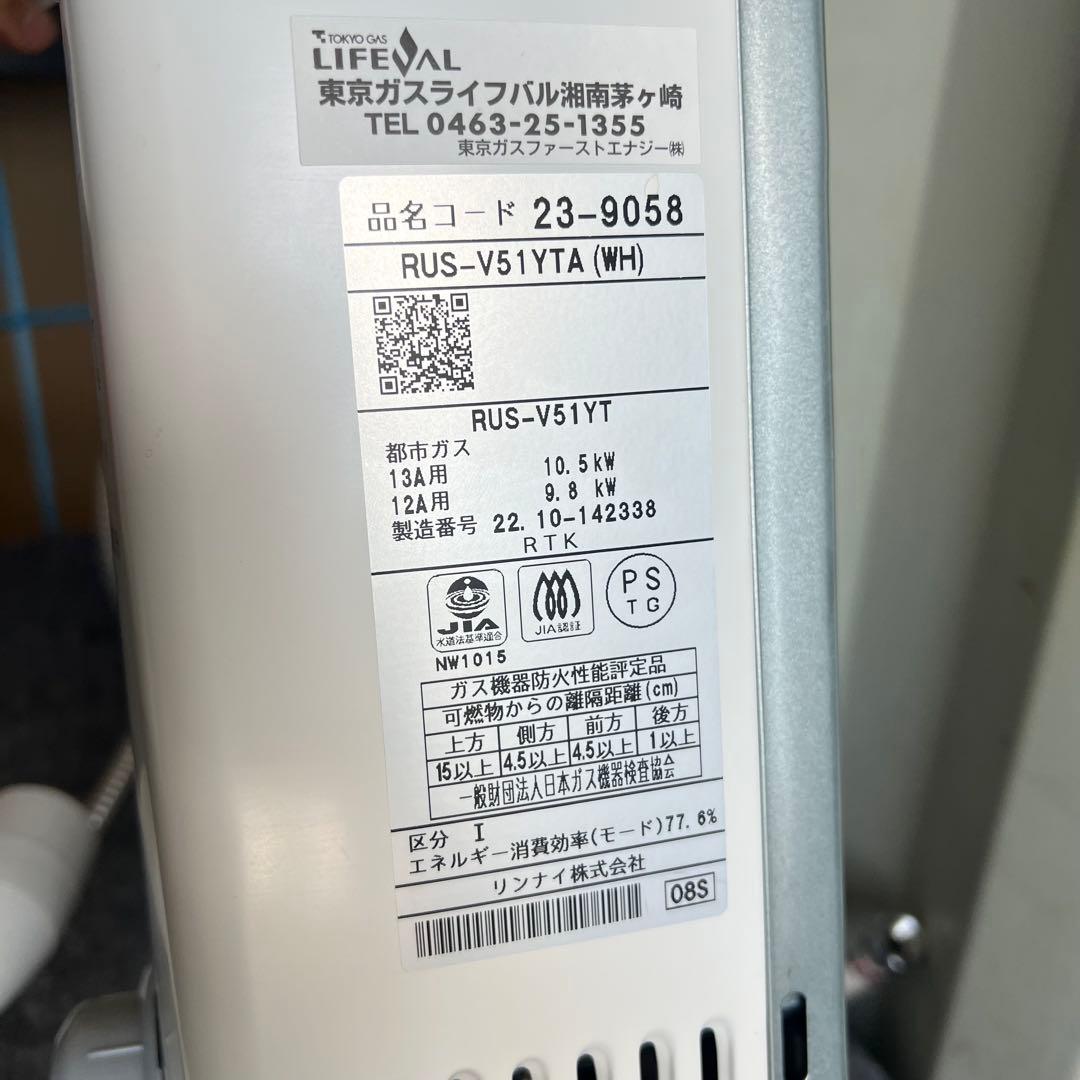 TOKYO GAS
LIFEVAL
東京ガスライフバル湘南茅ヶ崎
TEL 0463-25-1355
東京ガスファーストエナジー㈱
品名コード 23-9058
RUS-V51YTA(WH)
RUS-V51YT
都市ガス
13A用 10.5kW
12A用 9.8 kW
製造番号 22.10-142338
RTK
JIA
水道法基準適合
NW1015
JIA認証
PS
TG
ガス機器防火性能評定品
可燃物からの離隔距離(cm)
上方 側方 前方 後方
15以上 4.5以上 4.5以上 1以上
一般財団法人日本ガス機器検査協会
区分 I
エネルギー消費効率(モード)77.6%
リンナイ株式会社
08S